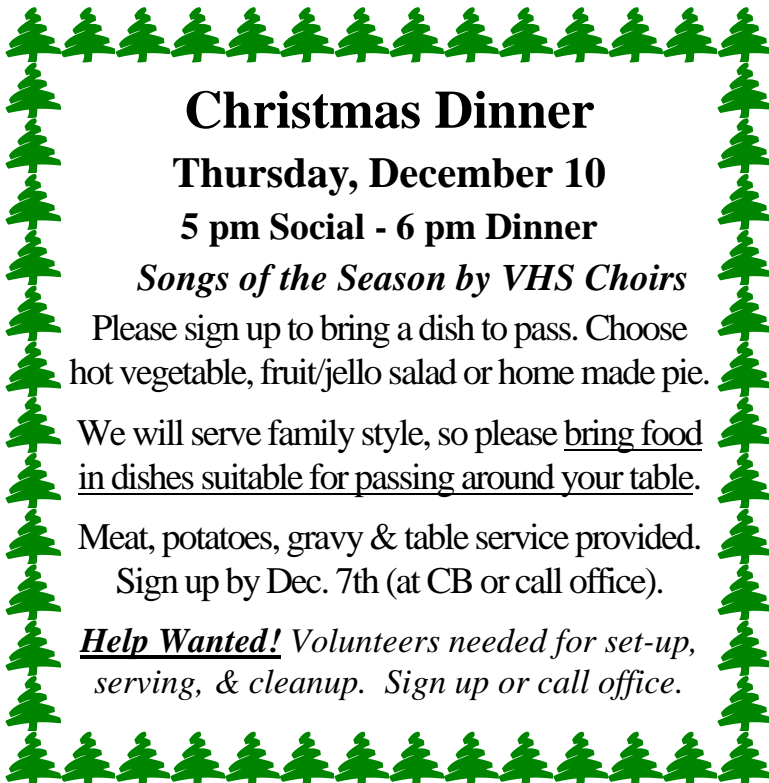 Christmas Dinner
Thursday, December 10
5 pm Social - 6 pm Dinner
Songs of the Season by VHS Choirs
Please sign up to bring a dish to pass. Choose
hot vegetable, fruit/jello salad or home made pie.
We will serve family style, so please bring food
in dishes suitable for passing around your table.
Meat, potatoes, gravy & table service provided.
Sign up by Dec. 7th (at CB or call office).
Help Wanted! Volunteers needed for set-up,
serving, & cleanup.  Sign up or call office.